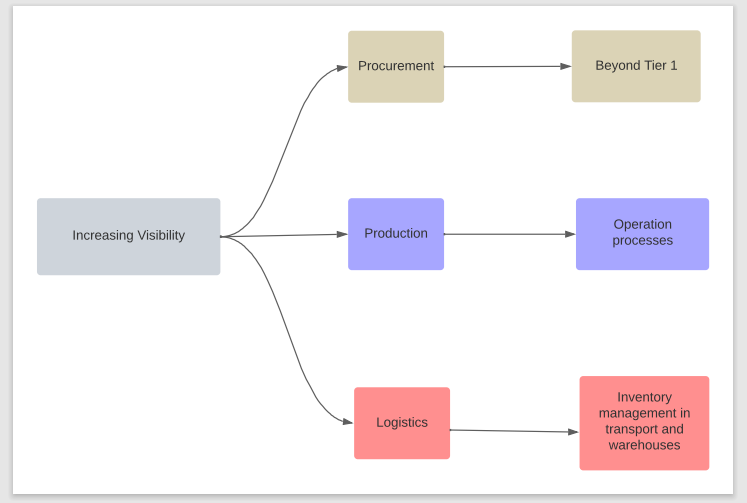 Procurement
Beyond Tier 1
Increasing Visibility
Production
Operation
processes
Logistics
Inventory
management in
transport and
warehouses